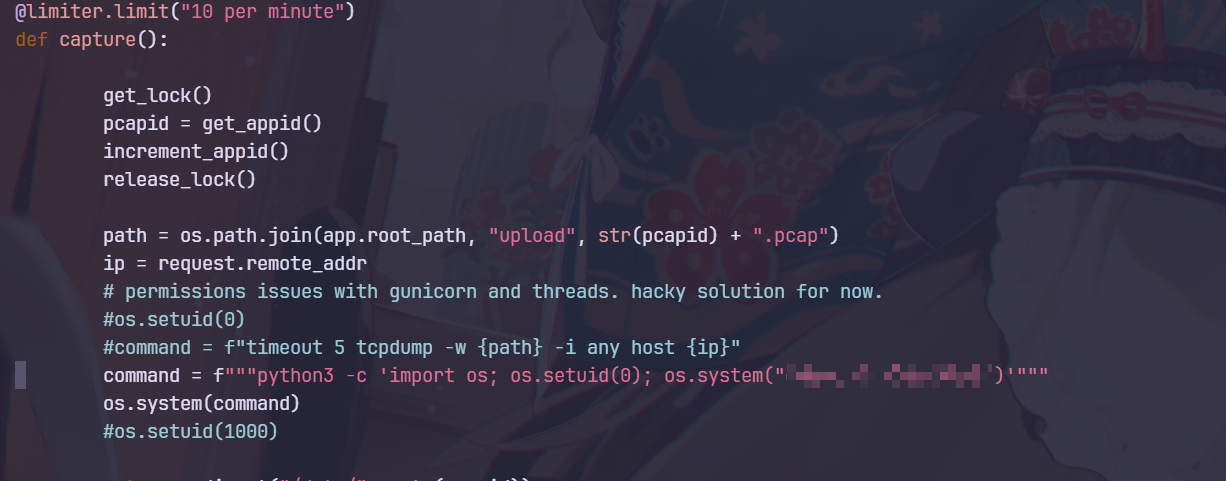 @limiter.limit("10 per minute")
def capture():
get_lock()
pcapid = get_appid()
increment_appid()
release_lock()
path = os.path.join(app.root_path, "upload", str(pcapid) + ".pcap")
ip = request.remote_addr
# permissions issues with gunicorn and threads. hacky solution for now.
#os.setuid(0)
#command = f"timeout 5 tcpdump -w {path} -i any host {ip}"
command = f"""python3 -c 'import os; os.setuid(0); os.system(" ')'"""
os.system(command)
#os.setuid(1000)